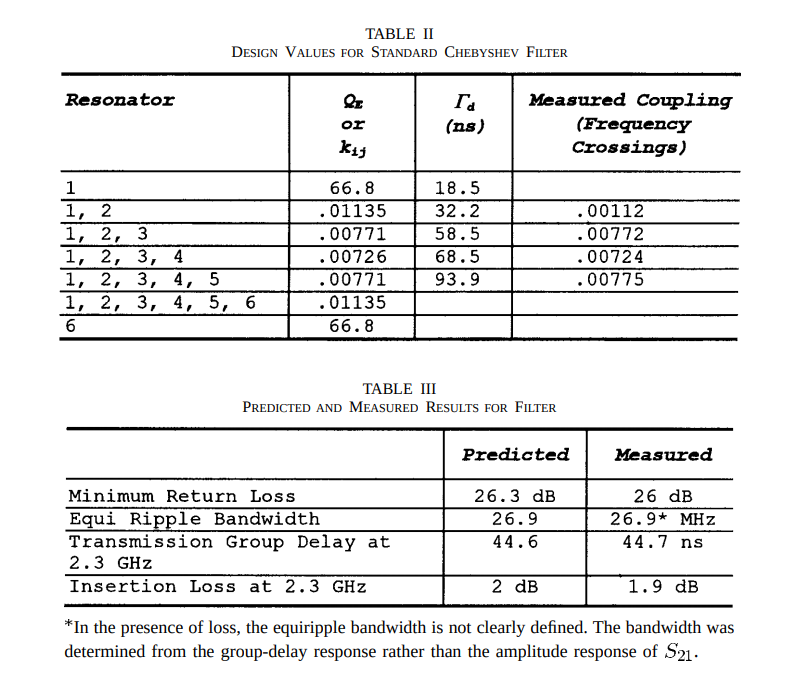 TABLE II
DESIGN VALUES FOR STANDARD CHEBYSHEV FILTER
Resonator Q_E or k_ij Γ_d (ns) Measured Coupling (Frequency Crossings)
1 66.8 18.5
1, 2 .01135 32.2 .00112
1, 2, 3 .00771 58.5 .00772
1, 2, 3, 4 .00726 68.5 .00724
1, 2, 3, 4, 5 .00771 93.9 .00775
1, 2, 3, 4, 5, 6 .01135
6 66.8
TABLE III
PREDICTED AND MEASURED RESULTS FOR FILTER
Predicted Measured
Minimum Return Loss 26.3 dB 26 dB
Equi Ripple Bandwidth 26.9 26.9* MHz
Transmission Group Delay at 44.6 44.7 ns
2.3 GHz
Insertion Loss at 2.3 GHz 2 dB 1.9 dB
*In the presence of loss, the equiripple bandwidth is not clearly defined. The bandwidth was
determined from the group-delay response rather than the amplitude response of S_21.